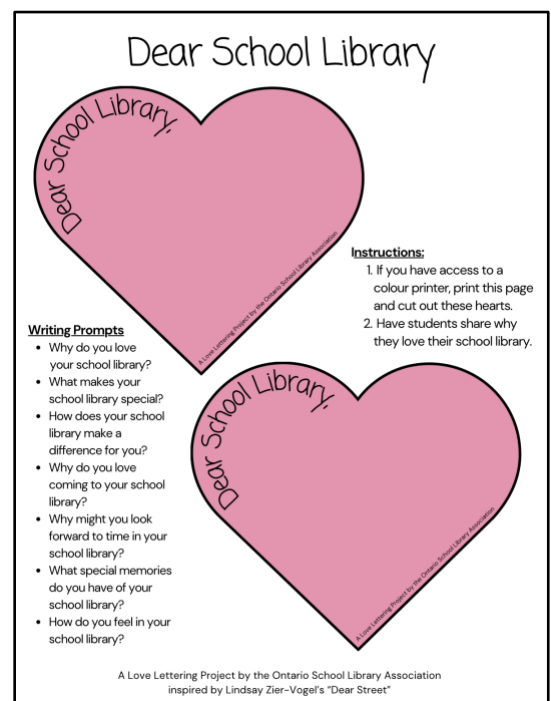 Dear School Library
Dear School Library,
A Love Lettering Project by the Ontario School Library Association
Instructions:
1. If you have access to a
colour printer, print this page
and cut out these hearts.
2. Have students share why
they love their school library.
Writing Prompts
• Why do you love
your school library?
• What makes your
school library special?
• How does your school
library make a
difference for you?
• Why do you love
coming to your school
library?
• Why might you look
forward to time in your
school library?
• What special memories
do you have of your
school library?
• How do you feel in your
school library?
Dear School Library,
A Love Lettering Project by the Ontario School Library Association
A Love Lettering Project by the Ontario School Library Association
inspired by Lindsay Zier-Vogel's "Dear Street"